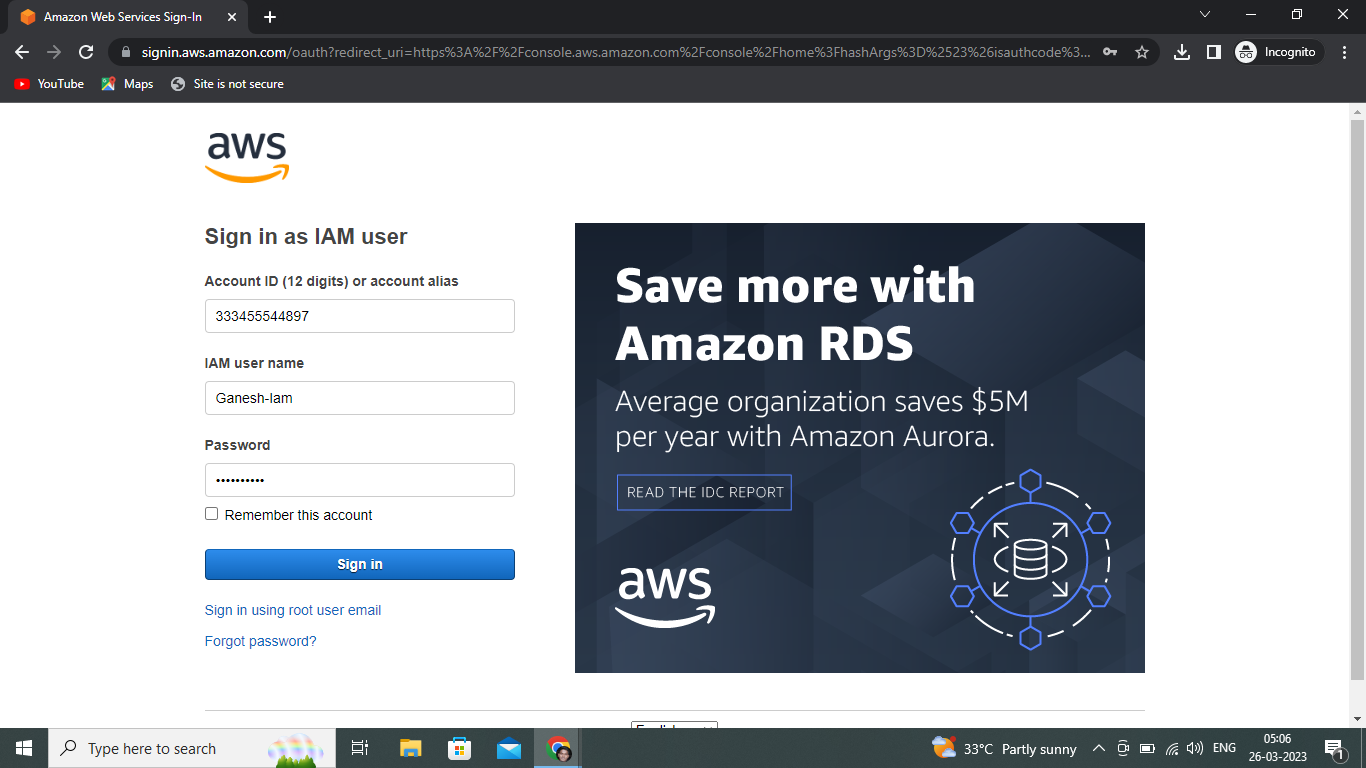 Amazon Web Services Sign-In
signin.aws.amazon.com/oauth?redirect_uri=https%3A%2F%2Fconsole.aws.amazon.com%2Fconsole%2Fhome%3FhashArgs%3D%2523%26isauthcode%3...
Incognito
YouTube
Maps
Site is not secure
aws
Sign in as IAM user
Account ID (12 digits) or account alias
333455544897
IAM user name
Ganesh-Iam
Password
••••••••••
Remember this account
Sign in
Sign in using root user email
Forgot password?
Save more with
Amazon RDS
Average organization saves $5M
per year with Amazon Aurora.
READ THE IDC REPORT
aws
English
Type here to search
33°C Partly sunny
ENG
05:06
26-03-2023
1